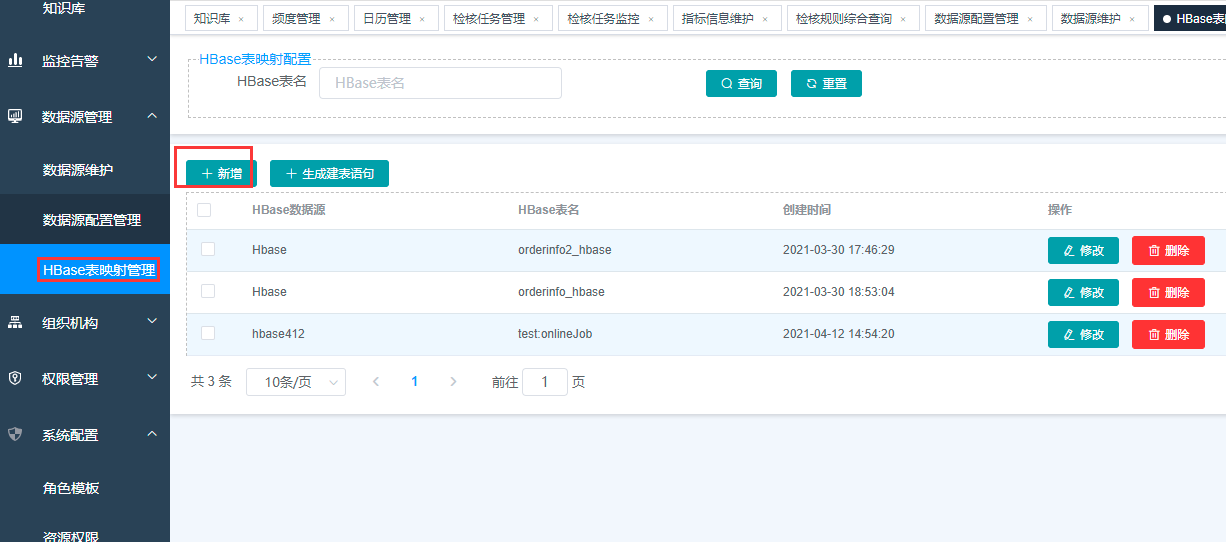 知识库
监控告警
数据源管理
数据源维护
数据源配置管理
HBase表映射管理
组织机构
权限管理
系统配置
角色模板
资源权限
知识库 × 频度管理 × 日历管理 × 检核任务管理 × 检核任务监控 × 指标信息维护 × 检核规则综合查询 × 数据源配置管理 × 数据源维护 × HBase表
HBase表映射配置
HBase表名 HBase表名 查询 重置
新增 生成建表语句
HBase数据源 HBase表名 创建时间 操作
Hbase orderinfo2_hbase 2021-03-30 17:46:29 修改 删除
Hbase orderinfo_hbase 2021-03-30 18:53:04 修改 删除
hbase412 test:onlineJob 2021-04-12 14:54:20 修改 删除
共 3 条 10条/页 1 前往 1 页